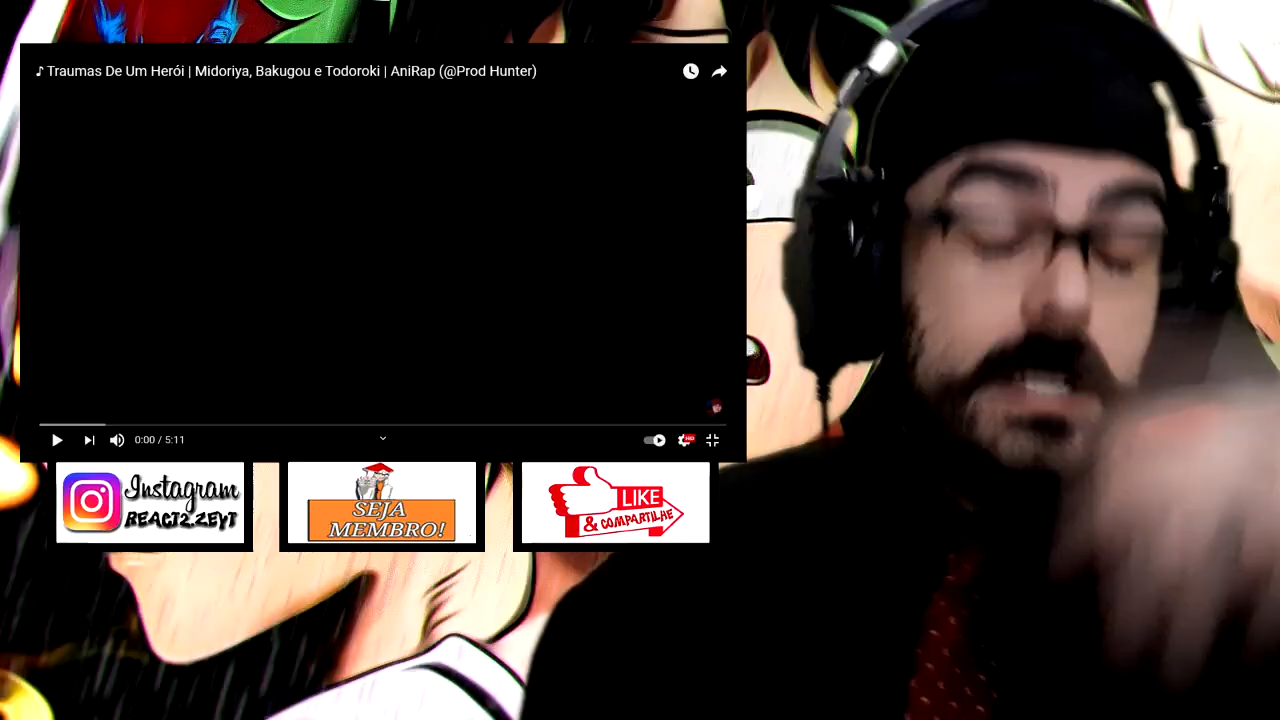 ♪ Traumas De Um Herói | Midoriya, Bakugou e Todoroki | AniRap (@Prod Hunter)
0:00 / 5:11
HD
Instagram
REACT2.ZEYT
SEJA
MEMBRO!
LIKE
& COMPARTILHE